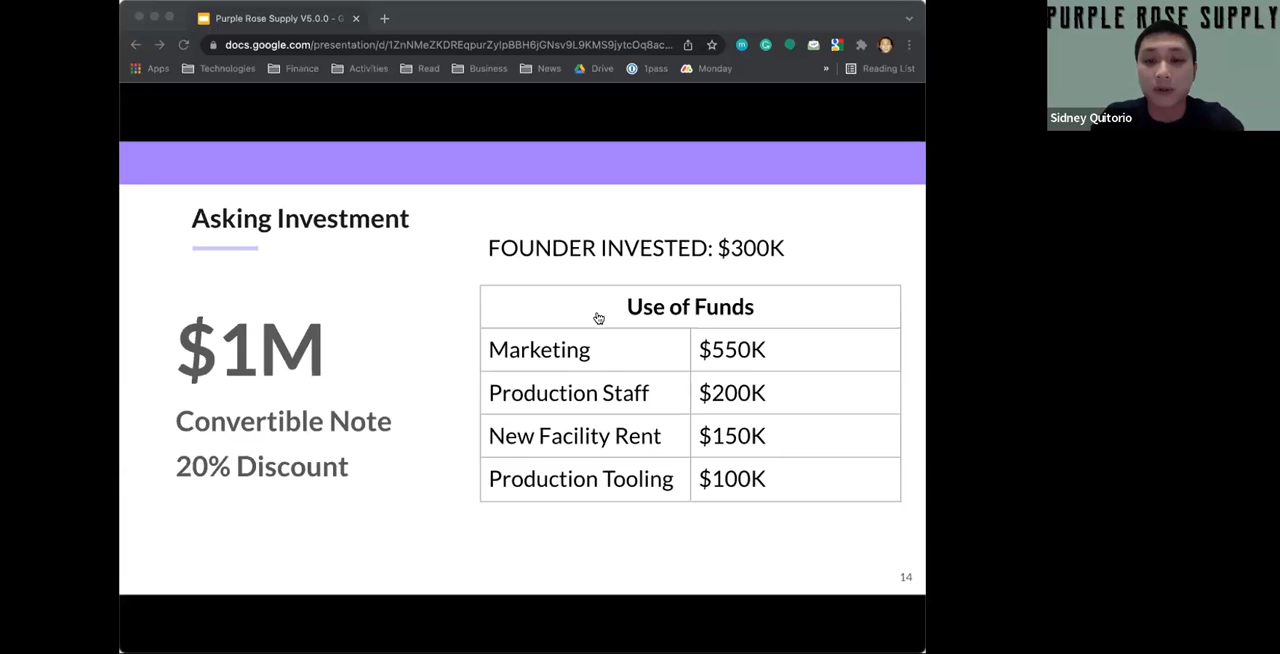 Purple Rose Supply V5.0.0 - G
docs.google.com/presentation/d/1ZnNMeZKDREqpurZylpBBH6jGNsv9L9KMS9jytcOq8ac...
Apps Technologies Finance Activities Read Business News Drive 1pass Monday » Reading List
PURPLE ROSE SUPPLY
Sidney Quitorio
Asking Investment
$1M
Convertible Note
20% Discount
FOUNDER INVESTED: $300K
Use of Funds
Marketing $550K
Production Staff $200K
New Facility Rent $150K
Production Tooling $100K
14